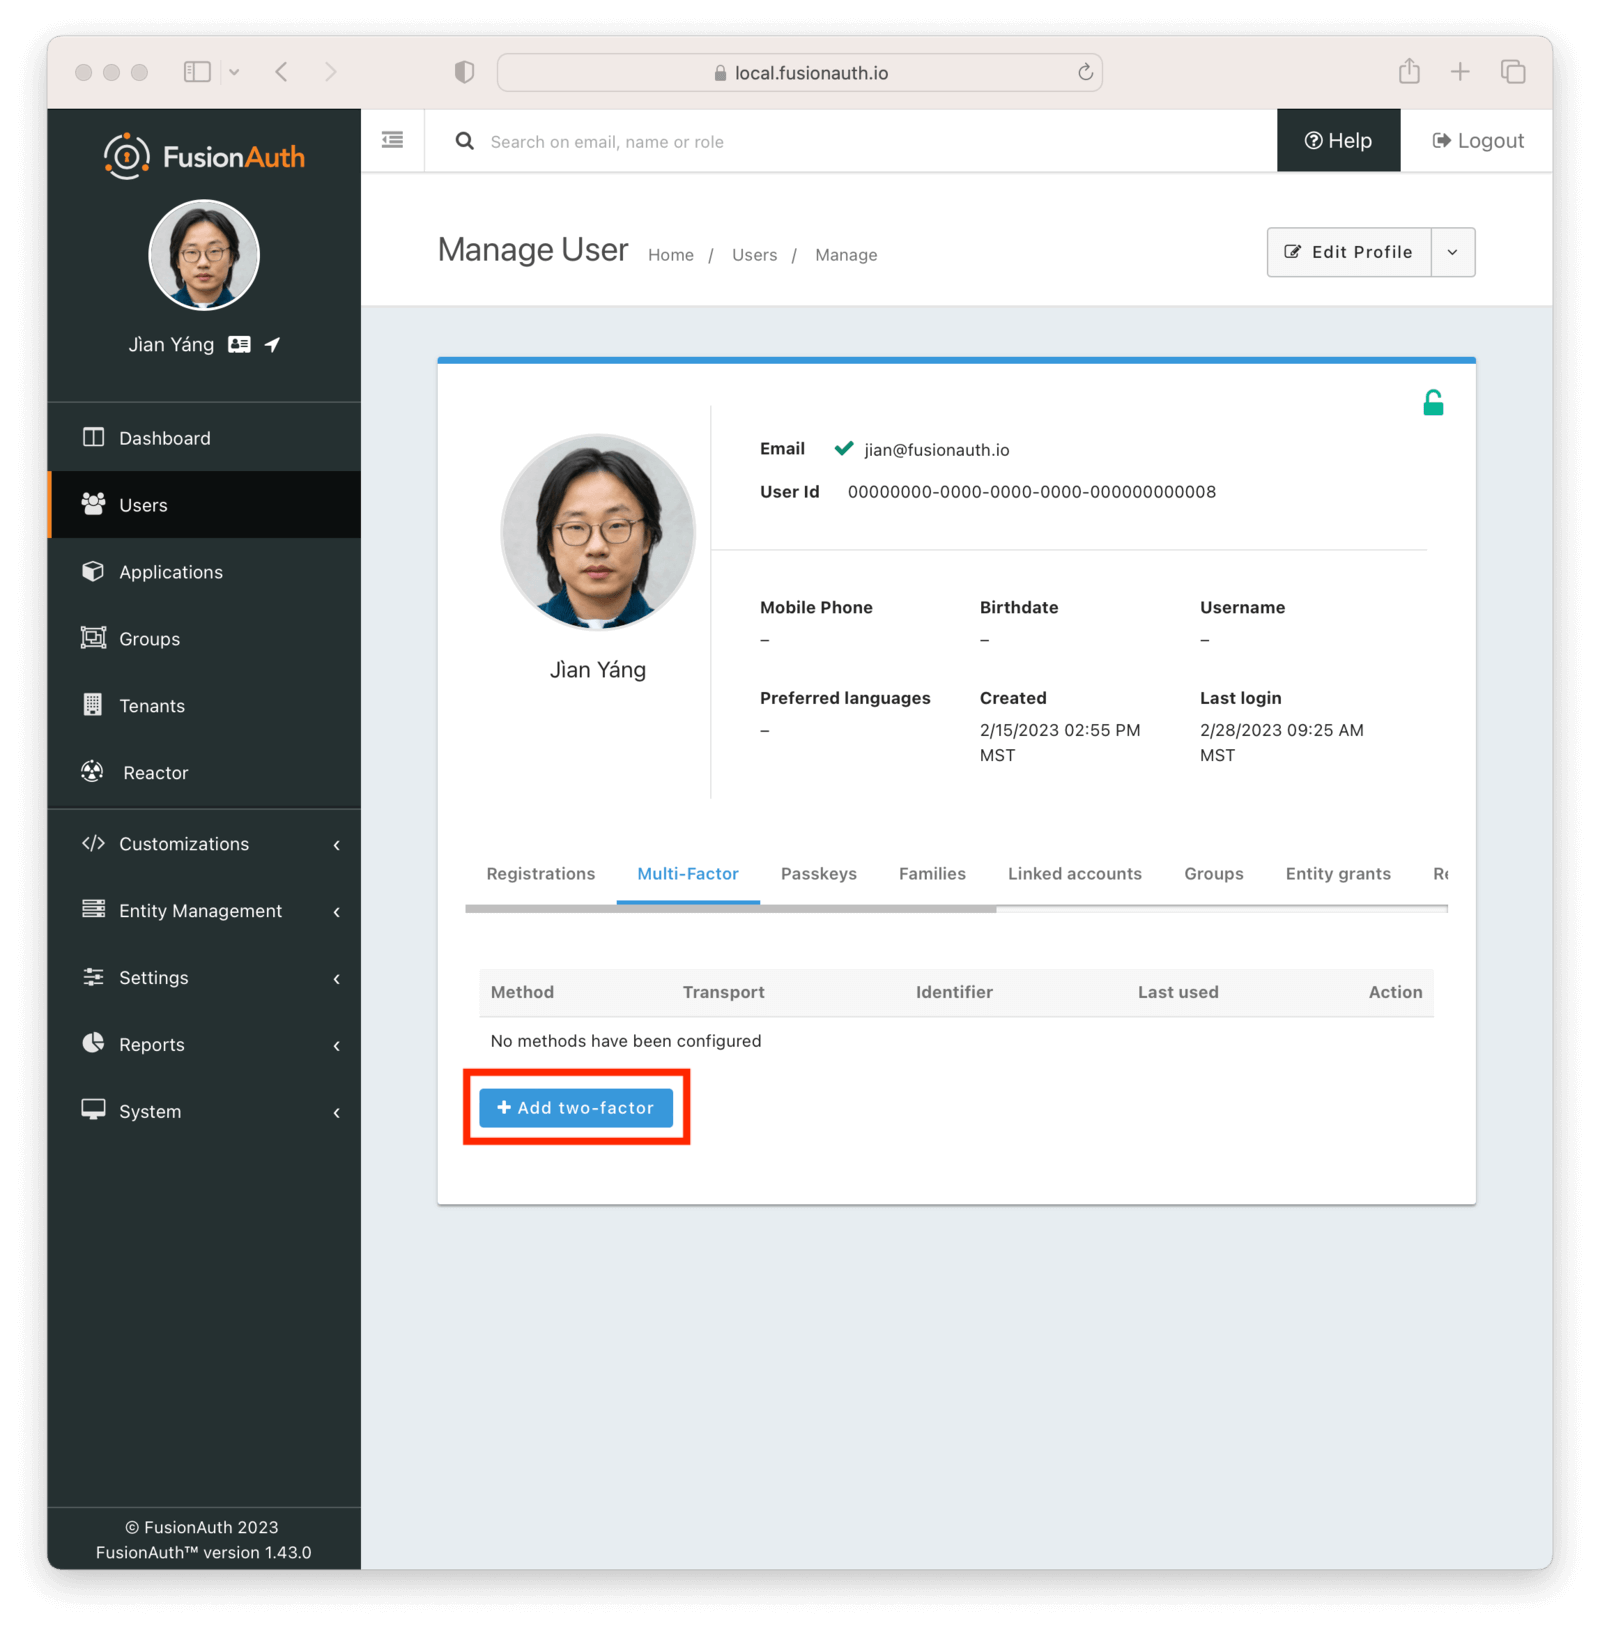 local.fusionauth.io
FusionAuth
Search on email, name or role
Help
Logout
Jìan Yáng
Dashboard
Users
Applications
Groups
Tenants
Reactor
Customizations
Entity Management
Settings
Reports
System
© FusionAuth 2023
FusionAuth™ version 1.43.0
Manage User
Home / Users / Manage
Edit Profile
Jìan Yáng
Email jian@fusionauth.io
User Id 00000000-0000-0000-0000-000000000008
Mobile Phone Birthdate Username
– – –
Preferred languages Created Last login
– 2/15/2023 02:55 PM 2/28/2023 09:25 AM
MST MST
Registrations Multi-Factor Passkeys Families Linked accounts Groups Entity grants
Method Transport Identifier Last used Action
No methods have been configured
+ Add two-factor